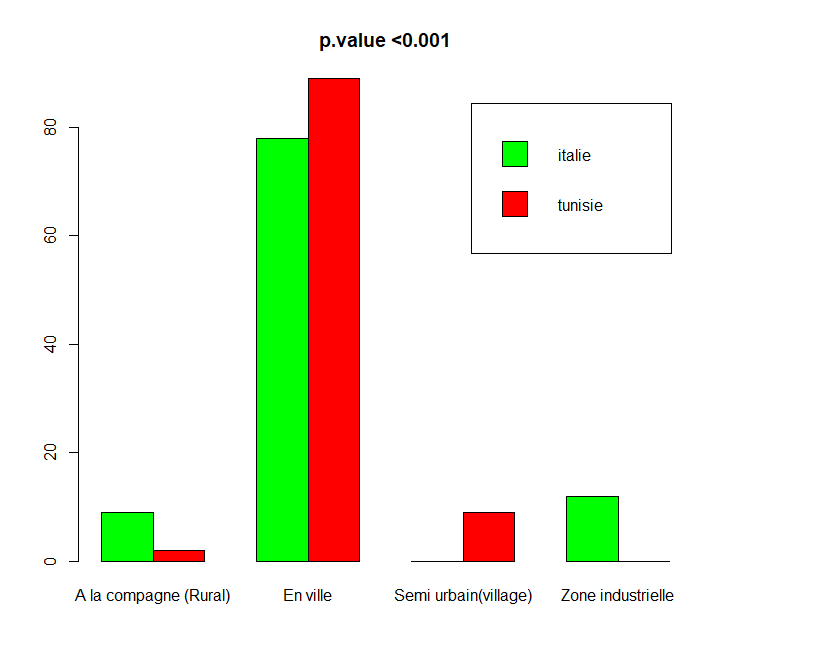 p.value <0.001
80
60
40
20
0
italie
tunisie
A la compagne (Rural)
En ville
Semi urbain(village)
Zone industrielle